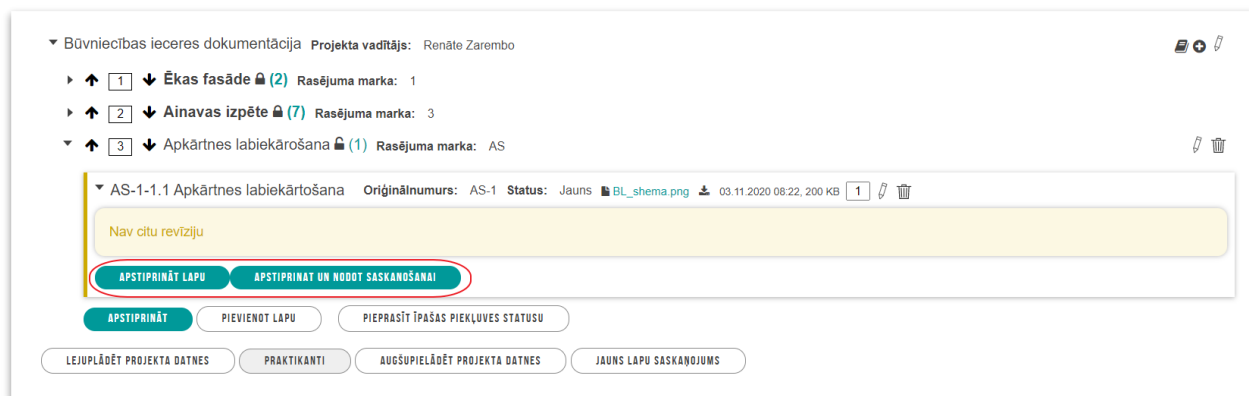 Būvniecības ieceres dokumentācija Projekta vadītājs: Renāte Zarembo
1 Ēkas fasāde (2) Rasējuma marka: 1
2 Ainavas izpēte (7) Rasējuma marka: 3
3 Apkārtnes labiekārošana (1) Rasējuma marka: AS
AS-1-1.1 Apkārtnes labiekārtošana Oriģinālnumurs: AS-1 Status: Jauns BL_shema.png 03.11.2020 08:22, 200 KB 1
Nav citu revīziju
APSTIPRINĀT LAPU APSTIPRINAT UN NODOT SASKANOŠANAI
APSTIPRINĀT PIEVIENOT LAPU PIEPRASĪT ĪPAŠAS PIEKĻUVES STATUSU
LEJUPLĀDĒT PROJEKTA DATNES PRAKTIKANTI AUGŠUPIELĀDĒT PROJEKTA DATNES JAUNS LAPU SASKAŅOJUMS